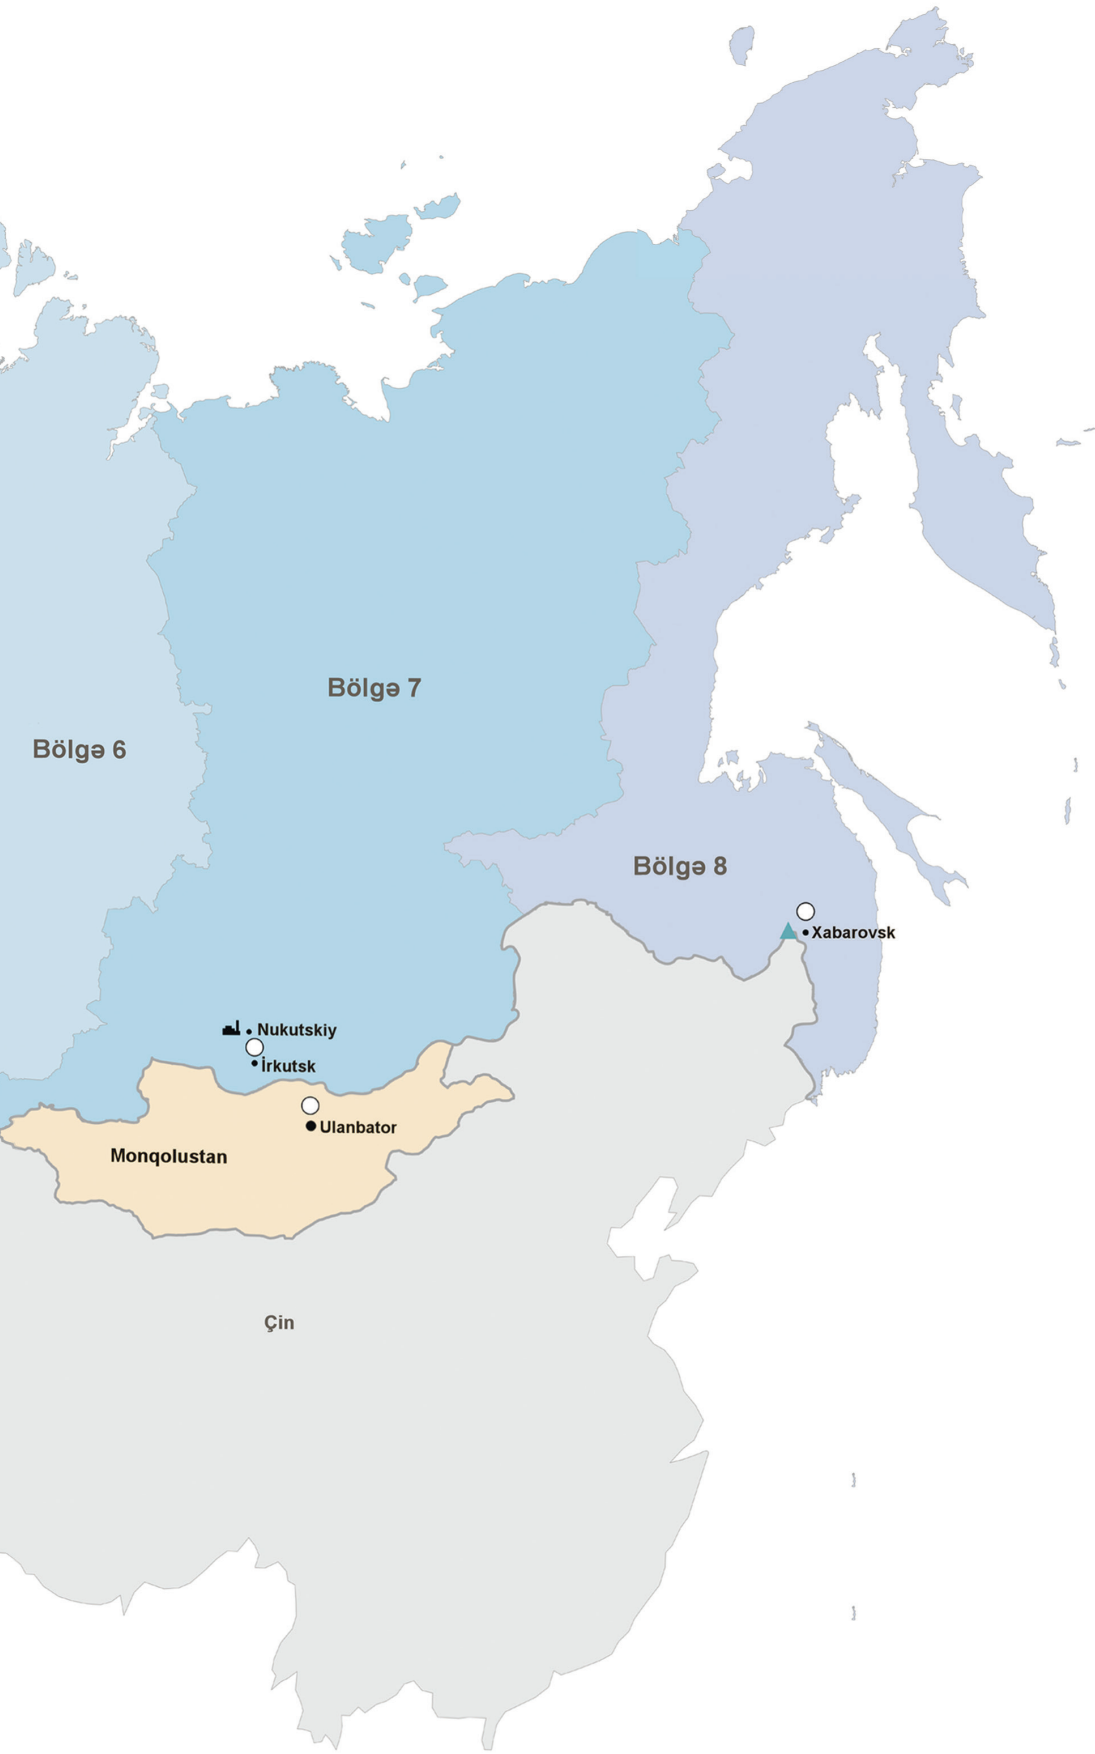 Bölgə 7
Bölgə 6
Bölgə 8
Xabarovsk
Nukutskiy
İrkutsk
Ulanbator
Monqolustan
Çin